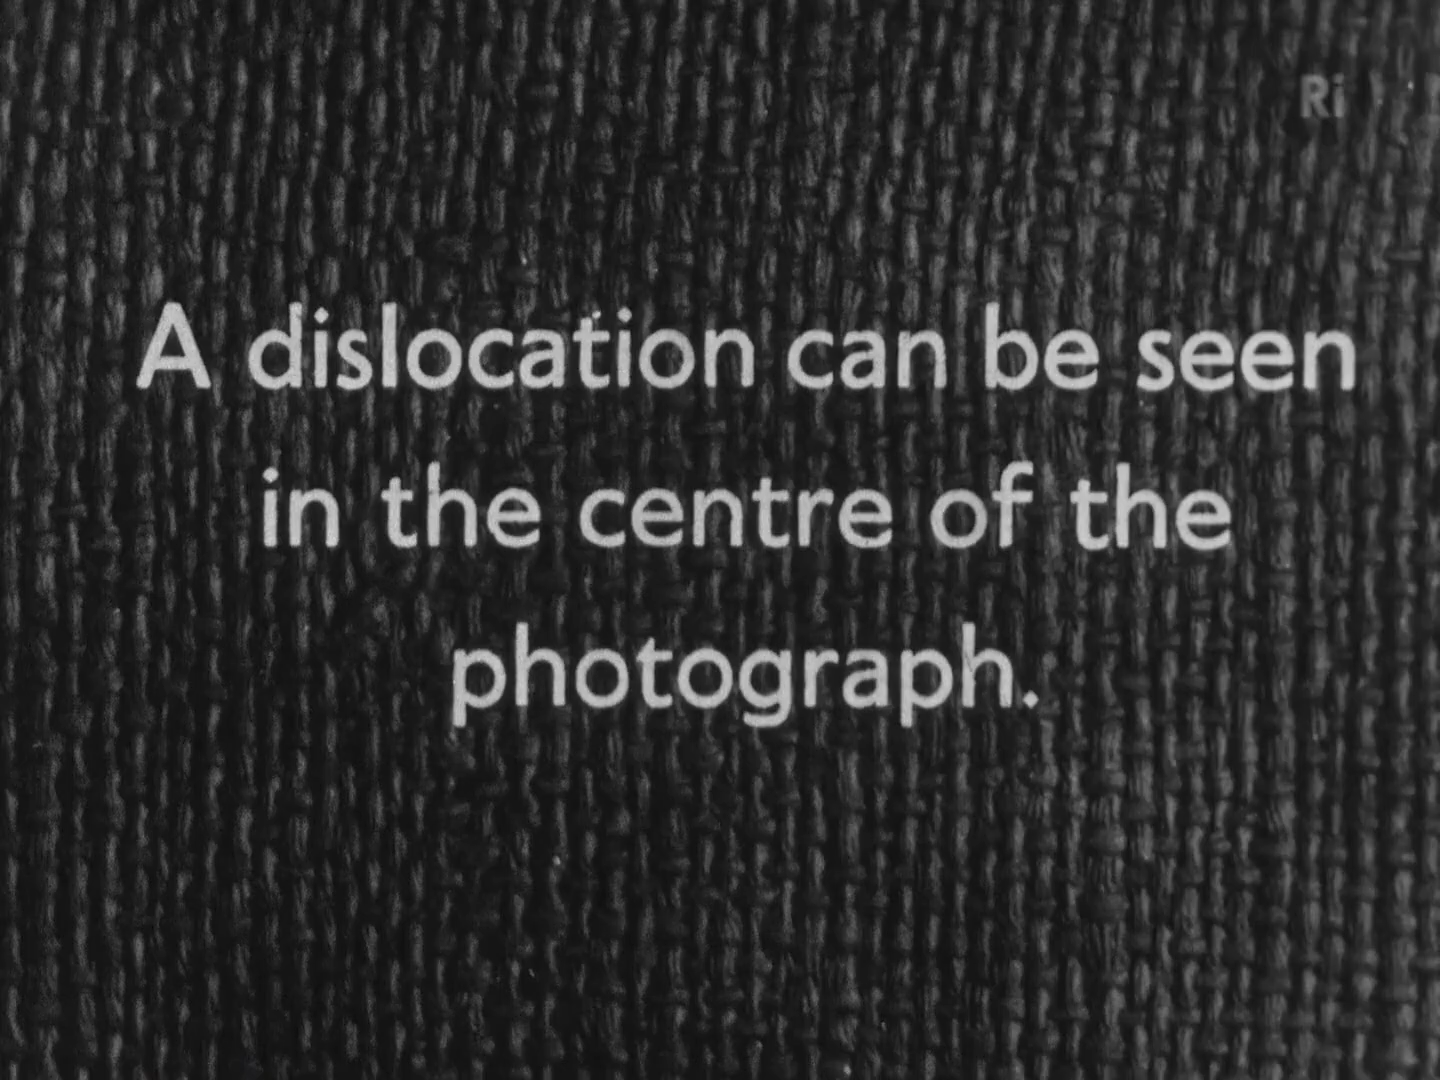 Ri
A dislocation can be seen
in the centre of the
photograph.